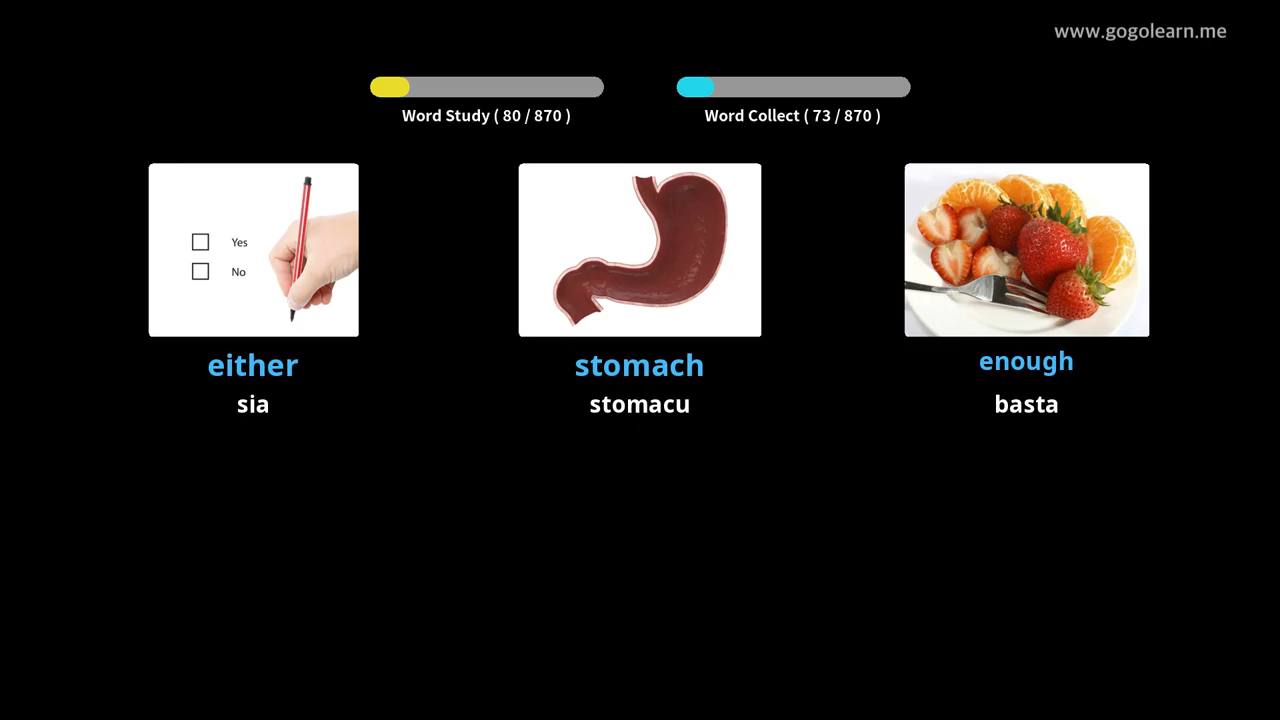 www.gogolearn.me
Word Study ( 80 / 870 )
Word Collect ( 73 / 870 )
Yes
No
either
sia
stomach
stomacu
enough
basta